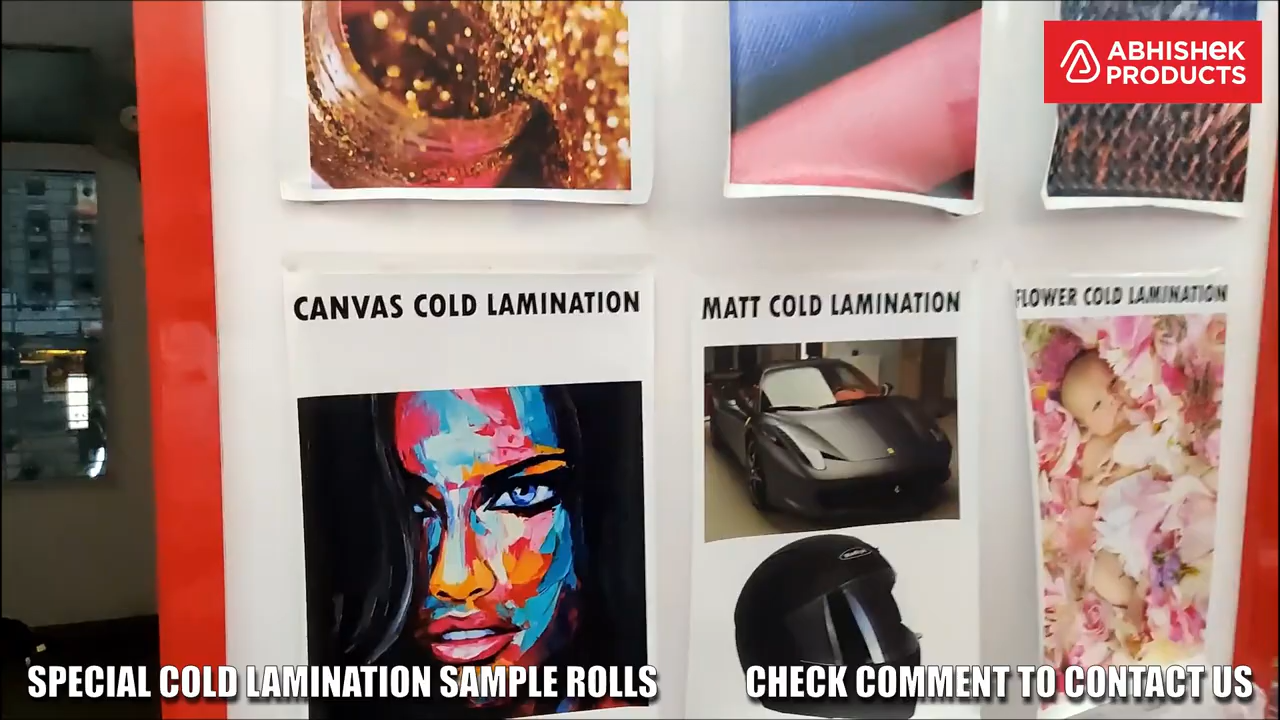 ABHISHEK
PRODUCTS
CANVAS COLD LAMINATION
MATT COLD LAMINATION
FLOWER COLD LAMINATION
SPECIAL COLD LAMINATION SAMPLE ROLLS
CHECK COMMENT TO CONTACT US